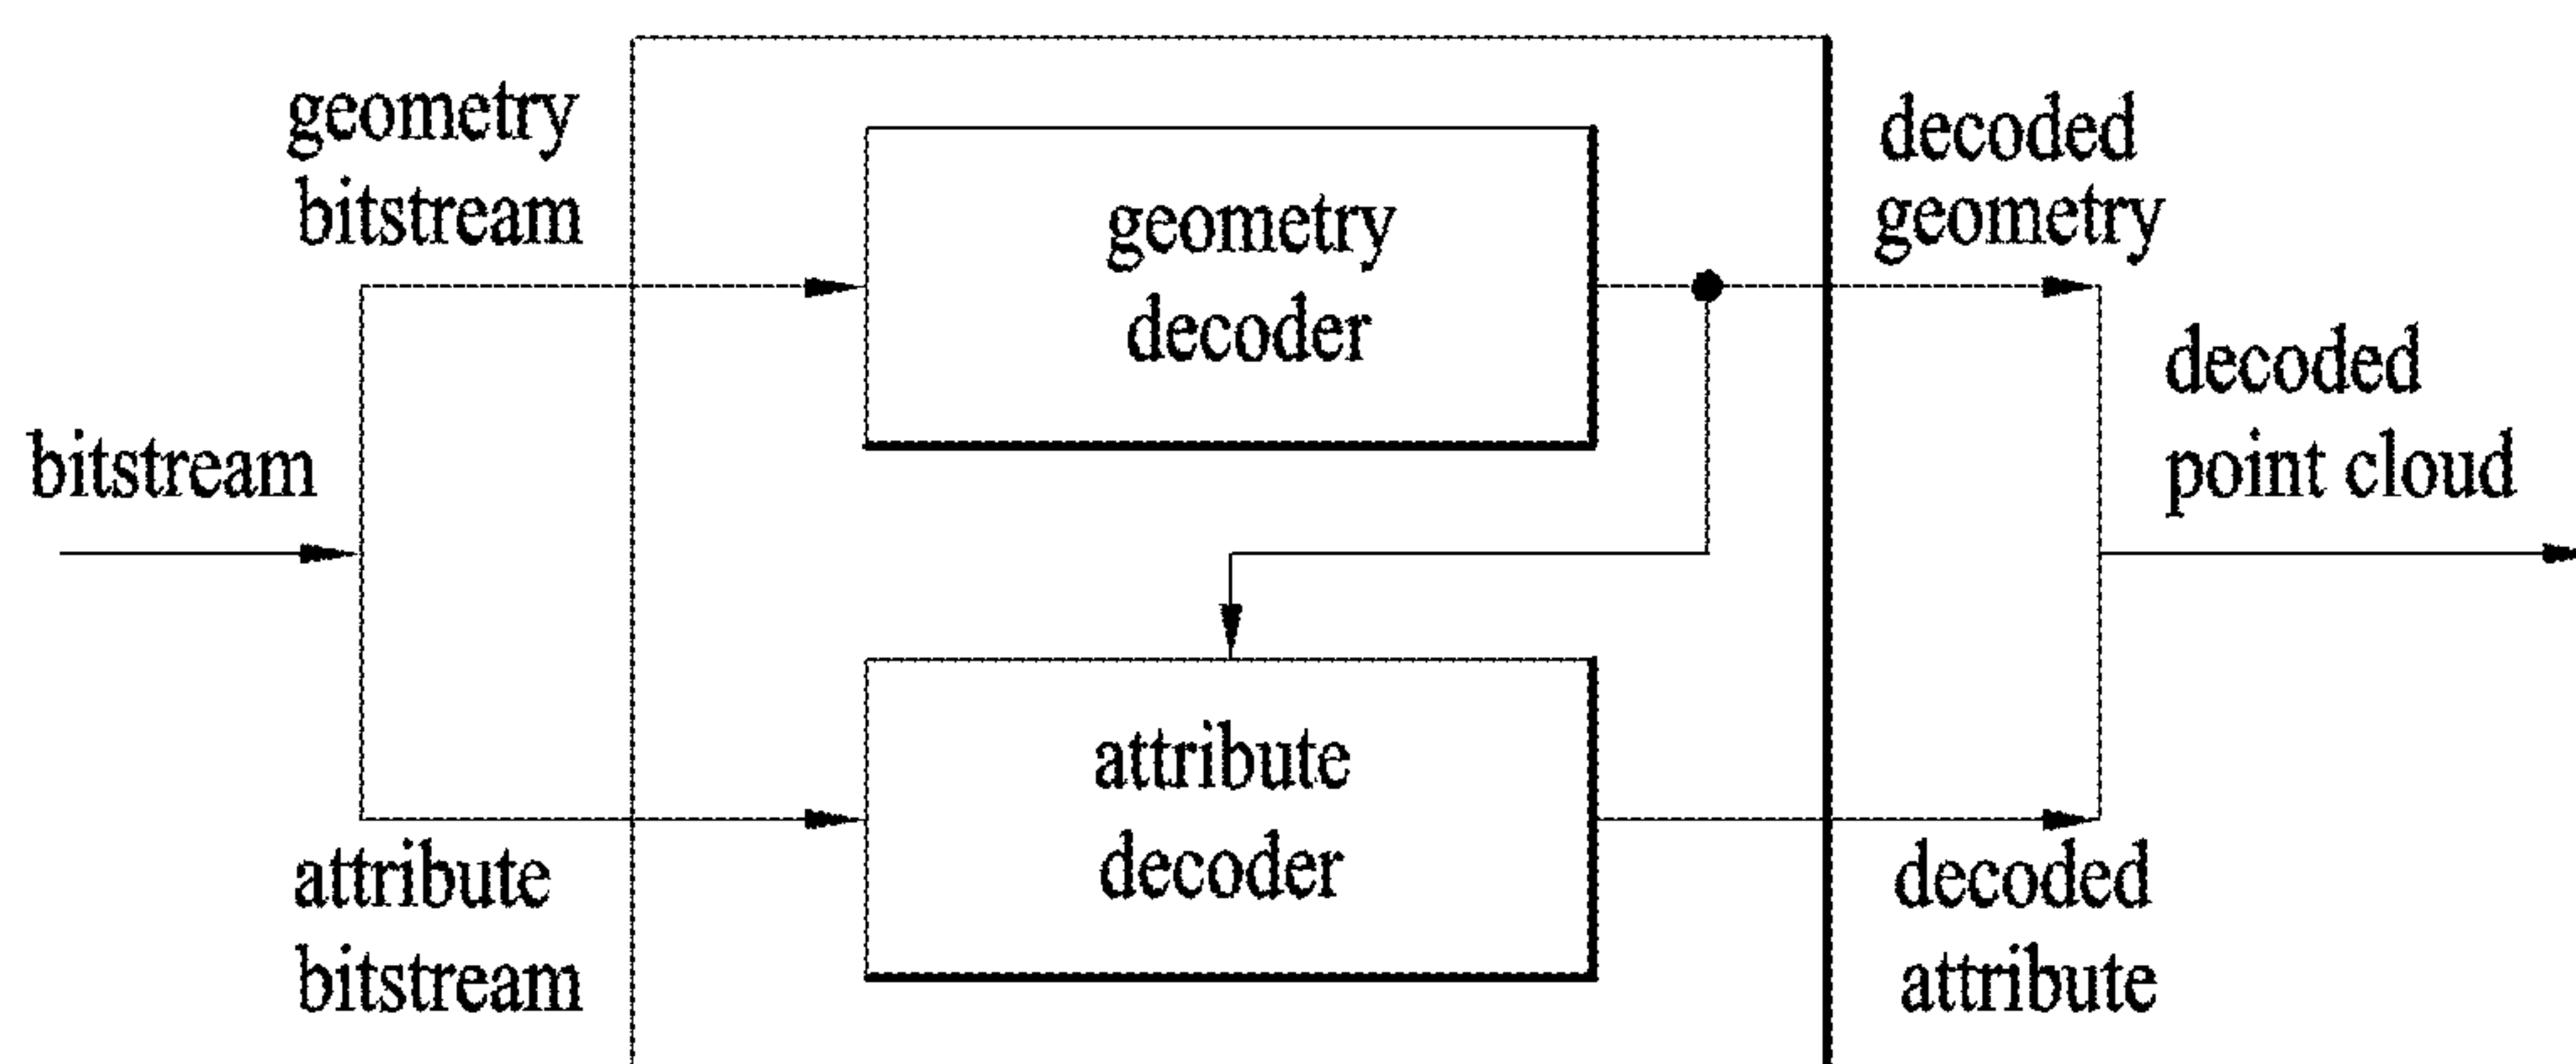 geometry
bitstream
bitstream
attribute
bitstream
geometry
decoder
attribute
decoder
decoded
geometry
decoded
point cloud
decoded
attribute